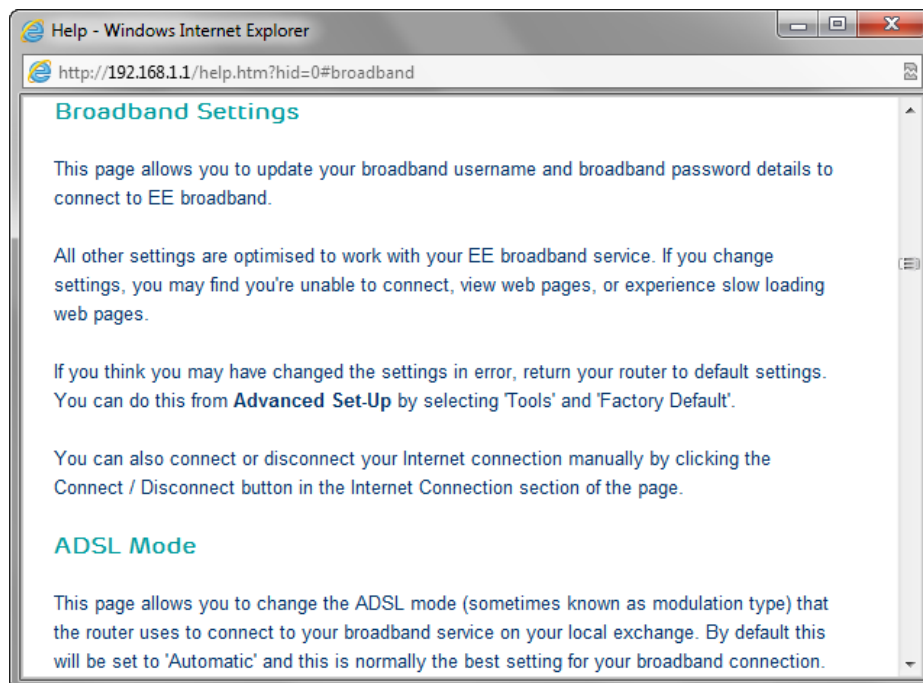 Help - Windows Internet Explorer
http://192.168.1.1/help.htm?hid=0#broadband
Broadband Settings
This page allows you to update your broadband username and broadband password details to
connect to EE broadband.
All other settings are optimised to work with your EE broadband service. If you change
settings, you may find you're unable to connect, view web pages, or experience slow loading
web pages.
If you think you may have changed the settings in error, return your router to default settings.
You can do this from Advanced Set-Up by selecting 'Tools' and 'Factory Default'.
You can also connect or disconnect your Internet connection manually by clicking the
Connect / Disconnect button in the Internet Connection section of the page.
ADSL Mode
This page allows you to change the ADSL mode (sometimes known as modulation type) that
the router uses to connect to your broadband service on your local exchange. By default this
will be set to 'Automatic' and this is normally the best setting for your broadband connection.